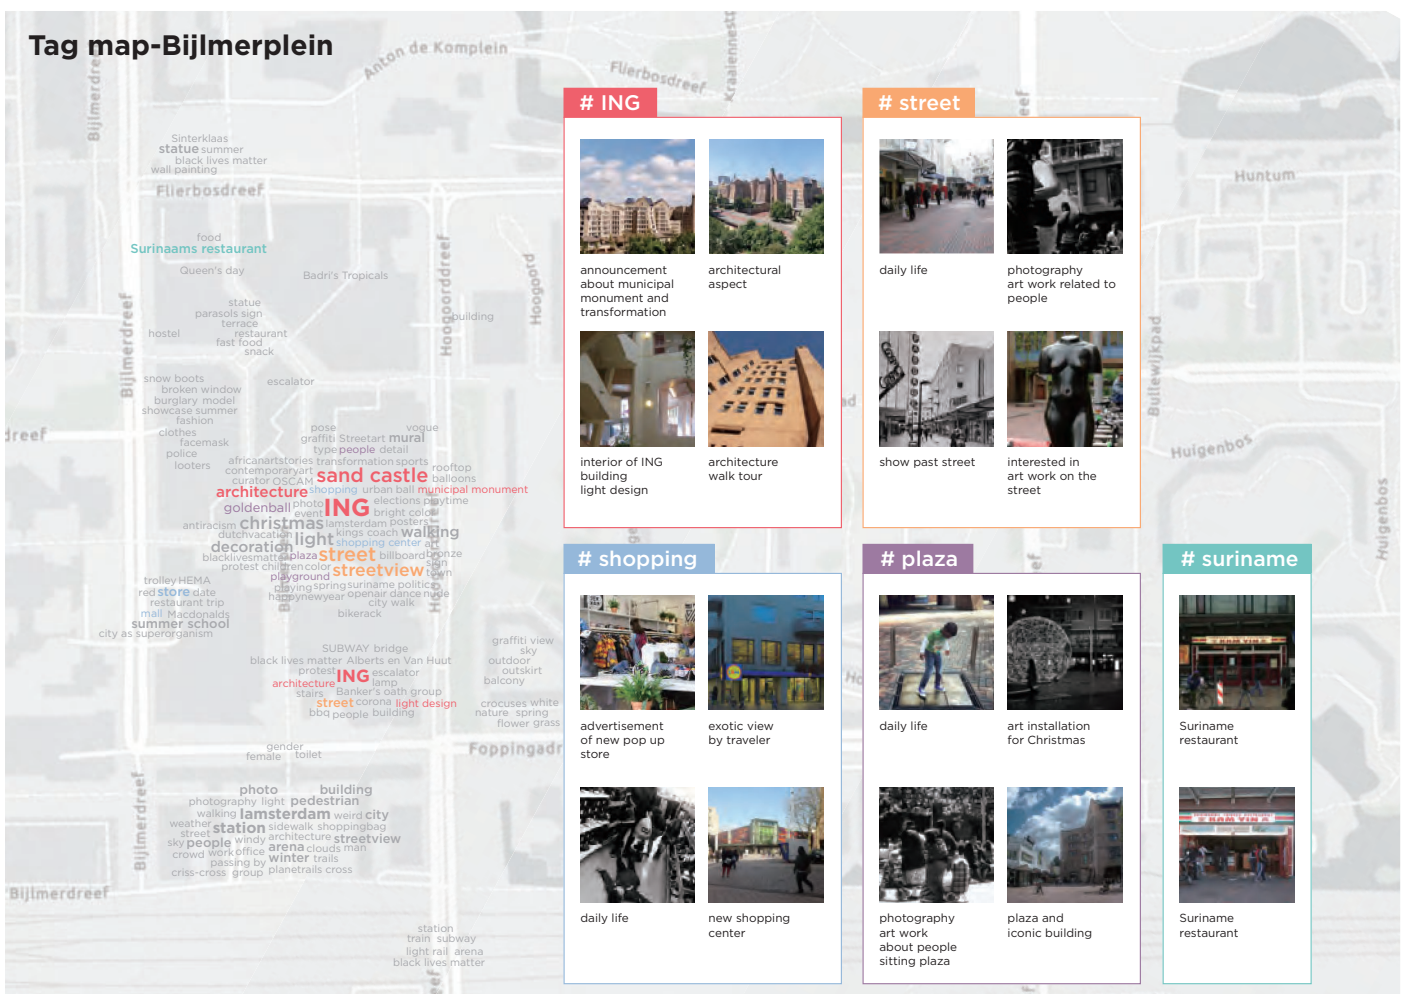 Tag map-Bijlmerplein
Anton de Komplein
Flierbosdreef
Kraaiennest
Bijlmerdreef
Sinterklaas
statue summer
black lives matter
wall painting
Flierbosdreef
Huntum
food
Surinaams restaurant
Queen's day
Badri's Tropicals
Hoogoorddreef
Hoogoord
statue
parasols sign
terrace
hostel
restaurant
fast food
snack
building
Bijlmerdreef
Bullewijkpad
snow boots
broken window
burglary model
showcase summer
fashion
clothes
facemask
police
looters
escalator
dreef
Huigenbos
Huigenbos
pose
vogue
graffiti Streetart mural
type people detail
africanartstories transformation sports
contemporaryart sand castle rooftop
curator OSCAM balloons
architecture shopping urban ball municipal monument
goldenball photo ING elections playtime
event bright color
antiracism christmas lamsterdam posters
dutchvacation light kings coach walking
decoration shopping center art
blacklivesmatter plaza street billboard bronze
protest children color streetview sun
playground town
playing spring suriname politics
happynewyear openair dance nude
city walk
bikerack
trolley HEMA
red store date
restaurant trip
mail Macdonalds
summer school
city as superorganism
SUBWAY bridge
black lives matter Alberts en Van Huut
protest ING escalator
architecture lamp
stairs Banker's oath group
street corona light design
bbq people building
graffiti view
sky
outdoor
outskirt
balcony
crocuses white
nature spring
flower grass
gender
female toilet
Foppingadr
Bijlmerdreef
photo building
photography light pedestrian
walking lamsterdam weird city
weather station sidewalk shoppingbag
street architecture streetview
sky people windy
arena clouds man
crowd work office winter trails
passing by
criss-cross group planetrails cross
Bijlmerdreef
station
train subway
light rail arena
black lives matter
# ING
announcement
about municipal
monument and
transformation
architectural
aspect
interior of ING
building
light design
architecture
walk tour
# street
daily life
photography
art work related to
people
show past street
interested in
art work on the
street
# shopping
advertisement
of new pop up
store
exotic view
by traveler
daily life
new shopping
center
# plaza
daily life
art installation
for Christmas
photography
art work
about people
sitting plaza
plaza and
iconic building
# suriname
Suriname
restaurant
Suriname
restaurant